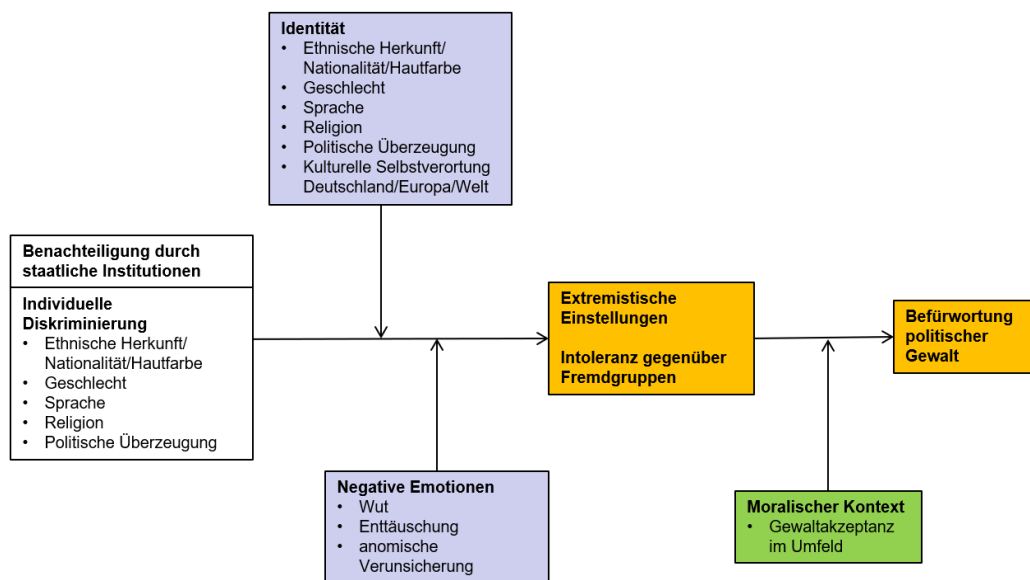 Identität
• Ethnische Herkunft/
Nationalität/Hautfarbe
• Geschlecht
• Sprache
• Religion
• Politische Überzeugung
• Kulturelle Selbstverortung
Deutschland/Europa/Welt
Benachteiligung durch
staatliche Institutionen
Individuelle
Diskriminierung
• Ethnische Herkunft/
Nationalität/Hautfarbe
• Geschlecht
• Sprache
• Religion
• Politische Überzeugung
Extremistische
Einstellungen
Intoleranz gegenüber
Fremdgruppen
Befürwortung
politischer
Gewalt
Negative Emotionen
• Wut
• Enttäuschung
• anomische
Verunsicherung
Moralischer Kontext
• Gewaltakzeptanz
im Umfeld